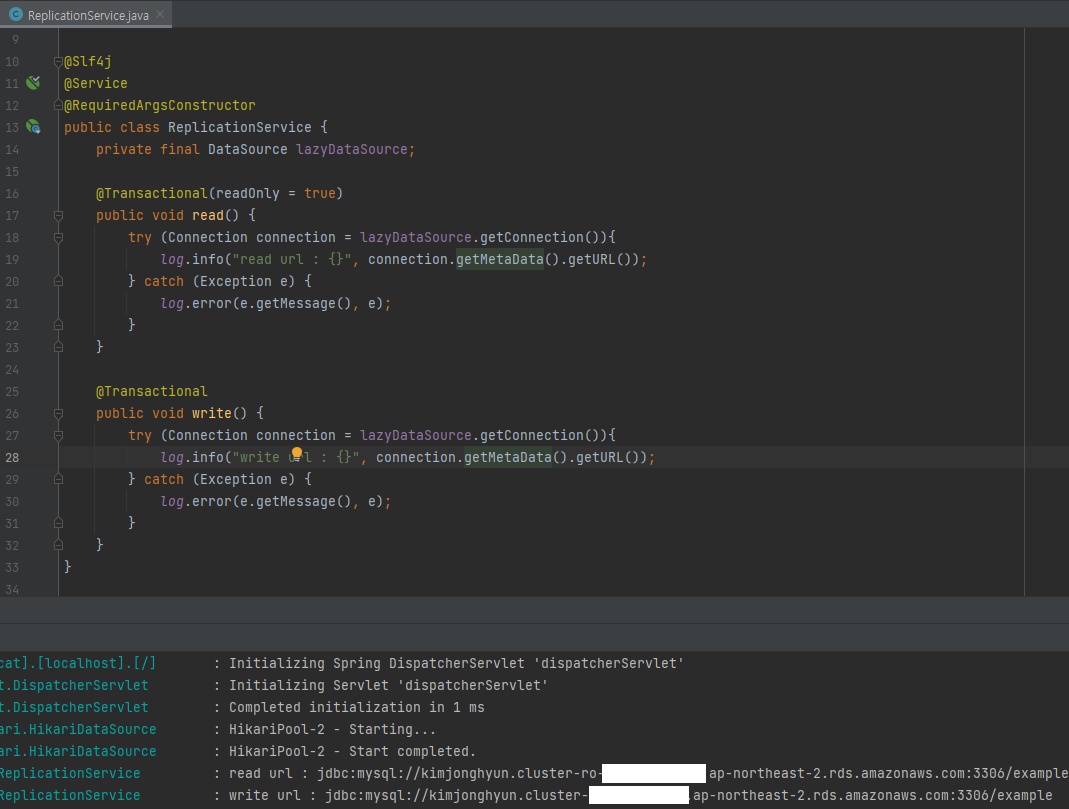 ReplicationService.java
9
10 @Slf4j
11 @Service
12 @RequiredArgsConstructor
13 public class ReplicationService {
14 private final DataSource lazyDataSource;
15
16 @Transactional(readOnly = true)
17 public void read() {
18 try (Connection connection = lazyDataSource.getConnection()){
19 log.info("read url : {}", connection.getMetaData().getURL());
20 } catch (Exception e) {
21 log.error(e.getMessage(), e);
22 }
23 }
24
25 @Transactional
26 public void write() {
27 try (Connection connection = lazyDataSource.getConnection()){
28 log.info("write url : {}", connection.getMetaData().getURL());
29 } catch (Exception e) {
30 log.error(e.getMessage(), e);
31 }
32 }
33 }
34
cat].[localhost].[/] : Initializing Spring DispatcherServlet 'dispatcherServlet'
t.DispatcherServlet : Initializing Servlet 'dispatcherServlet'
t.DispatcherServlet : Completed initialization in 1 ms
ari.HikariDataSource : HikariPool-2 - Starting...
ari.HikariDataSource : HikariPool-2 - Start completed.
ReplicationService : read url : jdbc:mysql://kimjonghyun.cluster-ro- ap-northeast-2.rds.amazonaws.com:3306/example
ReplicationService : write url : jdbc:mysql://kimjonghyun.cluster- ap-northeast-2.rds.amazonaws.com:3306/example